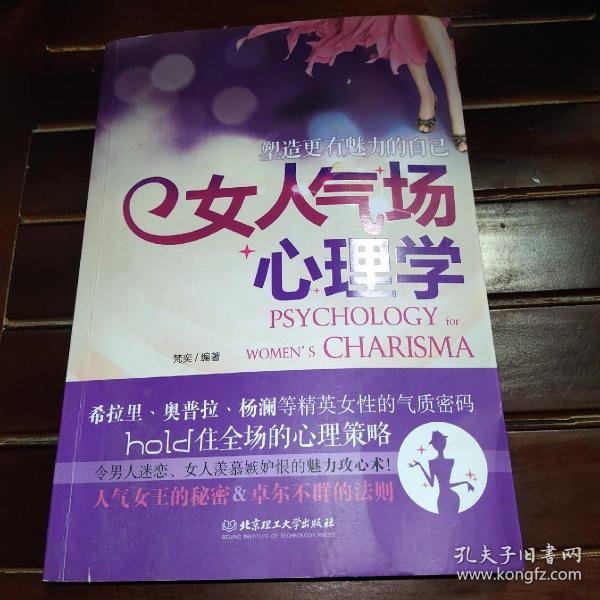 塑造更有魅力的自己
女人气场
心理学
PSYCHOLOGY for
WOMEN'S CHARISMA
梵奕/编著
希拉里、奥普拉、杨澜等精英女性的气质密码
hold住全场的心理策略
令男人迷恋、女人羡慕嫉妒恨的魅力攻心术!
人气女王的秘密&卓尔不群的法则
北京理工大学出版社
BEIJING INSTITUTE OF TECHNOLOGY PRESS
孔夫子旧书网
www.kongfz.com